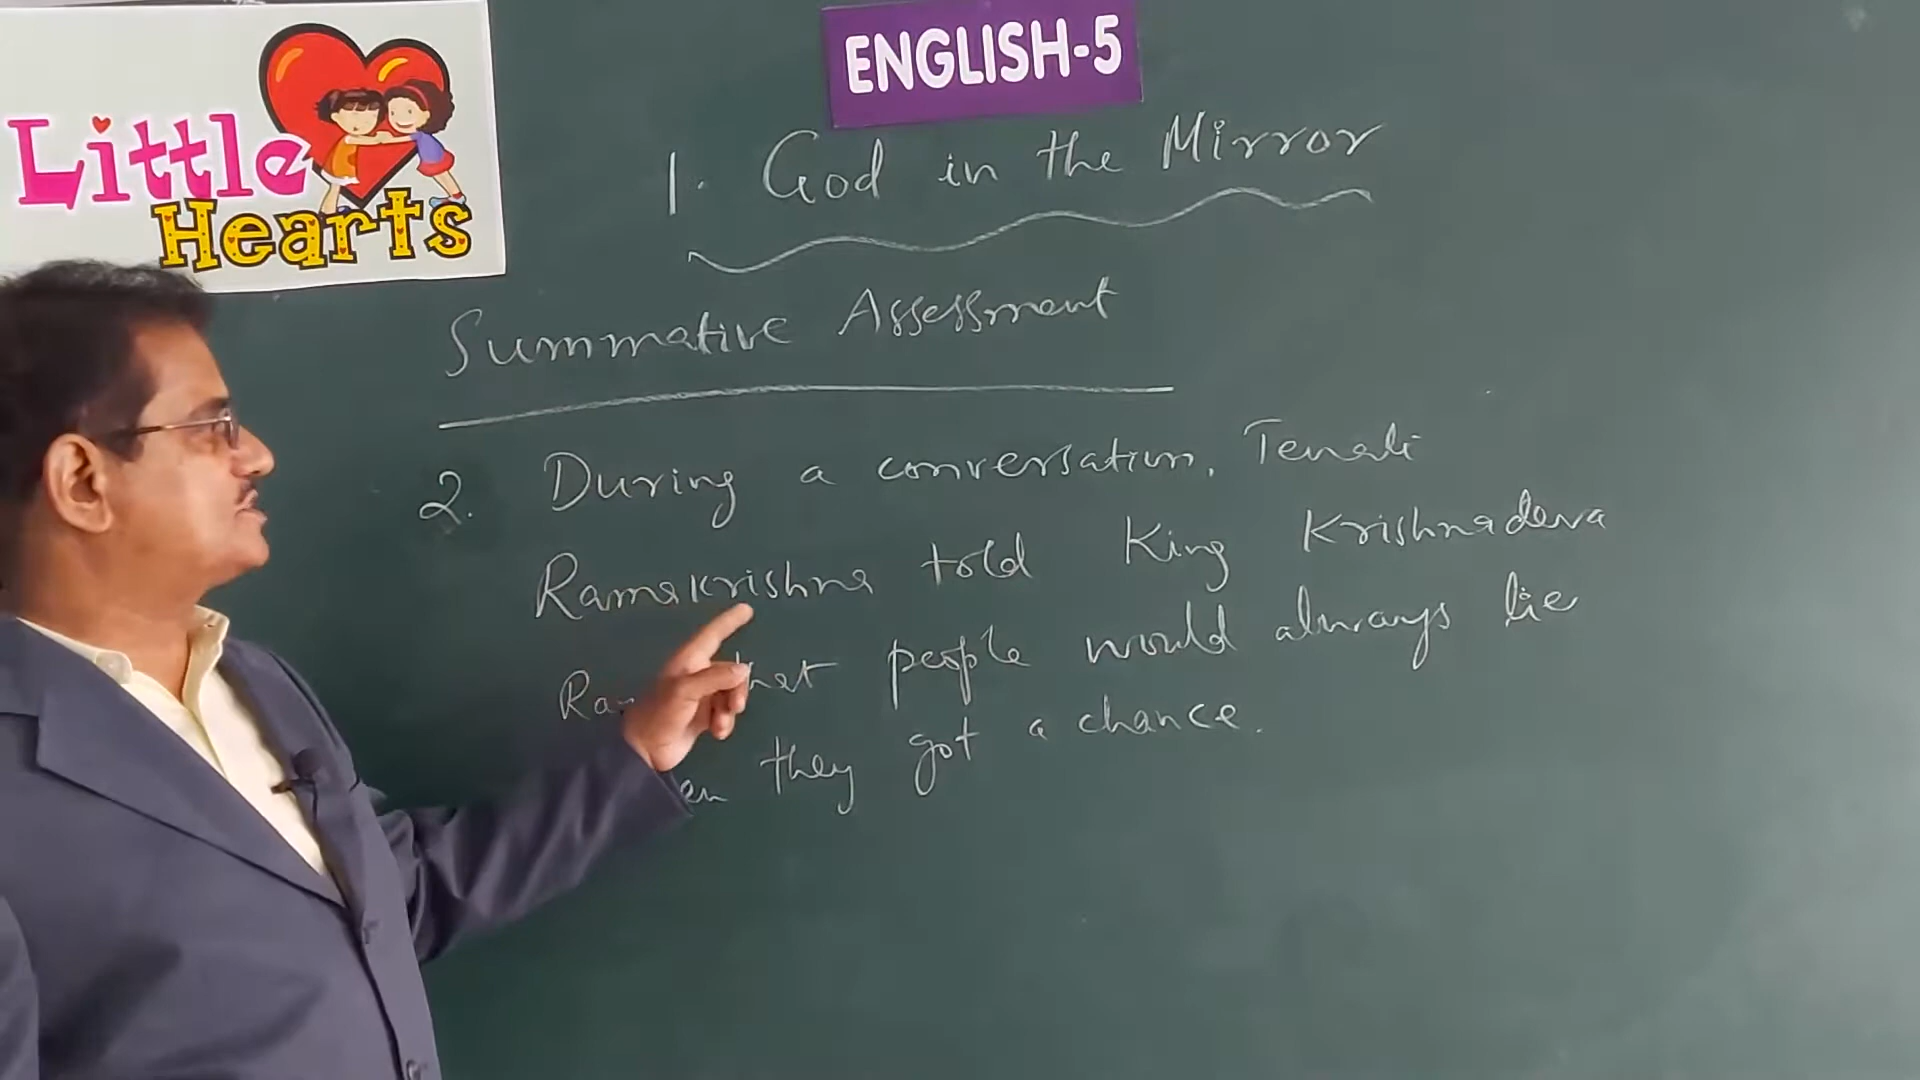 Little
Hearts
ENGLISH-5
1. God in the Mirror
Summative Assessment
2. During a conversation, Tenali
Ramakrishna told King Krishnadeva
people would always lie
they got a chance.